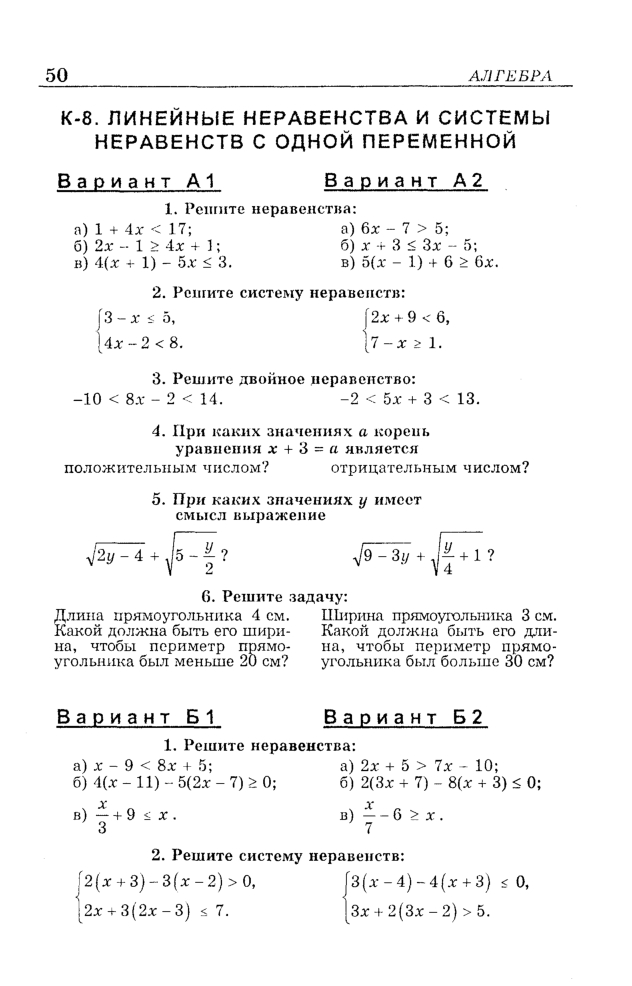 50 АЛГЕБРА
К-8. ЛИНЕЙНЫЕ НЕРАВЕНСТВА И СИСТЕМЫ
НЕРАВЕНСТВ С ОДНОЙ ПЕРЕМЕННОЙ
Вариант А1 Вариант А2
1. Решите неравенства:
а) 1 + 4x < 17; а) 6x − 7 > 5;
б) 2x − 1 ≥ 4x + 1; б) x + 3 ≤ 3x − 5;
в) 4(x + 1) − 5x ≤ 3. в) 5(x − 1) + 6 ≥ 6x.
2. Решите систему неравенств:
{3 − x ≤ 5, {2x + 9 < 6,
{4x − 2 < 8. {7 − x ≥ 1.
3. Решите двойное неравенство:
−10 < 8x − 2 < 14. −2 < 5x + 3 < 13.
4. При каких значениях a корень
уравнения x + 3 = a является
положительным числом? отрицательным числом?
5. При каких значениях y имеет
смысл выражение
√(2y − 4) + √(5 − y/2) ? √(9 − 3y) + √(y/4 + 1) ?
6. Решите задачу:
Длина прямоугольника 4 см. Ширина прямоугольника 3 см.
Какой должна быть его шири- Какой должна быть его дли-
на, чтобы периметр прямо- на, чтобы периметр прямо-
угольника был меньше 20 см? угольника был больше 30 см?
Вариант Б1 Вариант Б2
1. Решите неравенства:
а) x − 9 < 8x + 5; а) 2x + 5 > 7x − 10;
б) 4(x − 11) − 5(2x − 7) ≥ 0; б) 2(3x + 7) − 8(x + 3) ≤ 0;
в) x/3 + 9 ≤ x. в) x/7 − 6 ≥ x.
2. Решите систему неравенств:
{2(x + 3) − 3(x − 2) > 0, {3(x − 4) − 4(x + 3) ≤ 0,
{2x + 3(2x − 3) ≤ 7. {3x + 2(3x − 2) > 5.